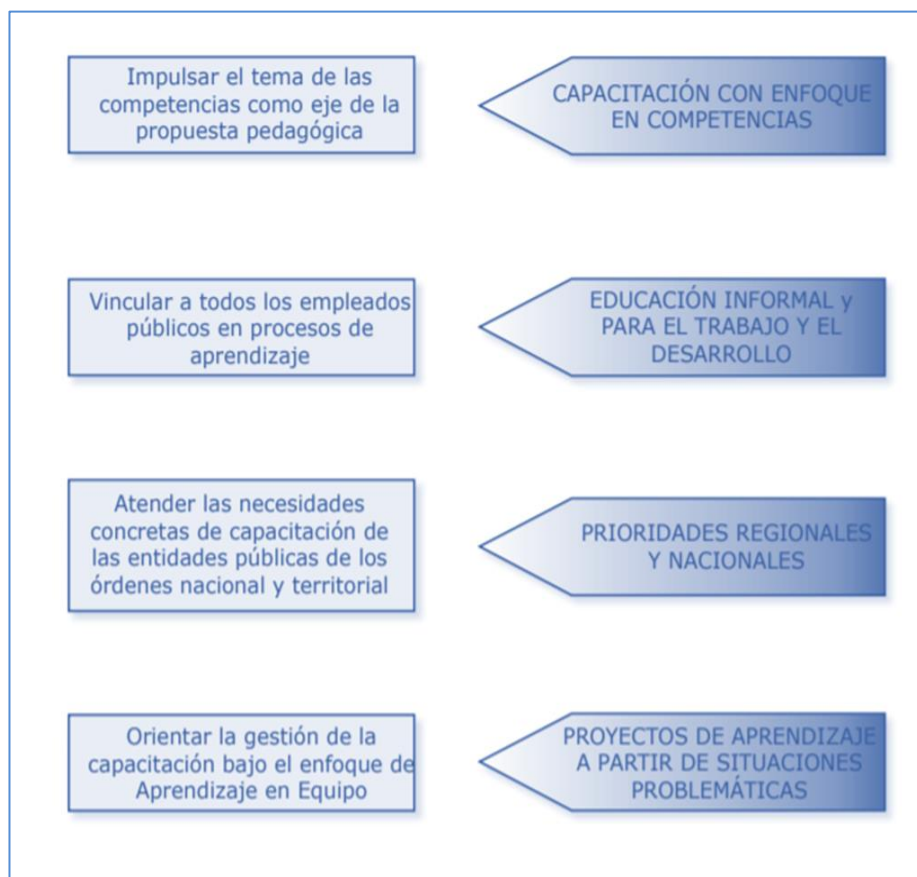 Impulsar el tema de las
competencias como eje de la
propuesta pedagógica
CAPACITACIÓN CON ENFOQUE
EN COMPETENCIAS
Vincular a todos los empleados
públicos en procesos de
aprendizaje
EDUCACIÓN INFORMAL y
PARA EL TRABAJO Y EL
DESARROLLO
Atender las necesidades
concretas de capacitación de
las entidades públicas de los
órdenes nacional y territorial
PRIORIDADES REGIONALES
Y NACIONALES
Orientar la gestión de la
capacitación bajo el enfoque de
Aprendizaje en Equipo
PROYECTOS DE APRENDIZAJE
A PARTIR DE SITUACIONES
PROBLEMÁTICAS